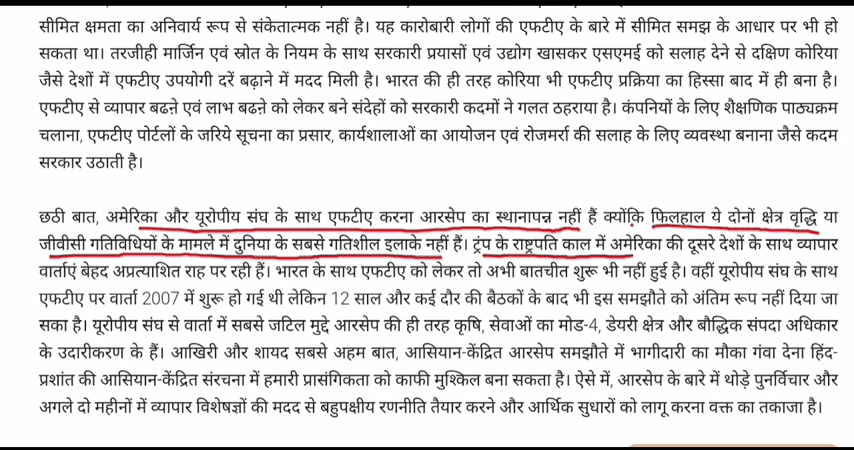 सीमित क्षमता का अनिवार्य रूप से संकेतात्मक नहीं है। यह कारोबारी लोगों की एफटीए के बारे में सीमित समझ के आधार पर भी हो
सकता था। तरजीही मार्जिन एवं स्रोत के नियम के साथ सरकारी प्रयासों एवं उद्योग खासकर एसएमई को सलाह देने से दक्षिण कोरिया
जैसे देशों में एफटीए उपयोगी दरें बढ़ाने में मदद मिली है। भारत की ही तरह कोरिया भी एफटीए प्रक्रिया का हिस्सा बाद में ही बना है।
एफटीए से व्यापार बढऩे एवं लाभ बढऩे को लेकर बने संदेहों को सरकारी कदमों ने गलत ठहराया है। कंपनियों के लिए शैक्षणिक पाठ्यक्रम
चलाना, एफटीए पोर्टलों के जरिये सूचना का प्रसार, कार्यशालाओं का आयोजन एवं रोजमर्रा की सलाह के लिए व्यवस्था बनाना जैसे कदम
सरकार उठाती है।
छठी बात, अमेरिका और यूरोपीय संघ के साथ एफटीए करना आरसेप का स्थानापन्न नहीं हैं क्योंकि फिलहाल ये दोनों क्षेत्र वृद्धि या
जीवीसी गतिविधियों के मामले में दुनिया के सबसे गतिशील इलाके नहीं हैं। ट्रंप के राष्ट्रपति काल में अमेरिका की दूसरे देशों के साथ व्यापार
वार्ताएं बेहद अप्रत्याशित राह पर रही हैं। भारत के साथ एफटीए को लेकर तो अभी बातचीत शुरू भी नहीं हुई है। वहीं यूरोपीय संघ के साथ
एफटीए पर वार्ता 2007 में शुरू हो गई थी लेकिन 12 साल और कई दौर की बैठकों के बाद भी इस समझौते को अंतिम रूप नहीं दिया जा
सका है। यूरोपीय संघ से वार्ता में सबसे जटिल मुद्दे आरसेप की ही तरह कृषि, सेवाओं का मोड-4, डेयरी क्षेत्र और बौद्धिक संपदा अधिकार
के उदारीकरण के हैं। आखिरी और शायद सबसे अहम बात, आसियान-केंद्रित आरसेप समझौते में भागीदारी का मौका गंवा देना हिंद-
प्रशांत की आसियान-केंद्रित संरचना में हमारी प्रासंगिकता को काफी मुश्किल बना सकता है। ऐसे में, आरसेप के बारे में थोड़े पुनर्विचार और
अगले दो महीनों में व्यापार विशेषज्ञों की मदद से बहुपक्षीय रणनीति तैयार करने और आर्थिक सुधारों को लागू करना वक्त का तकाजा है।